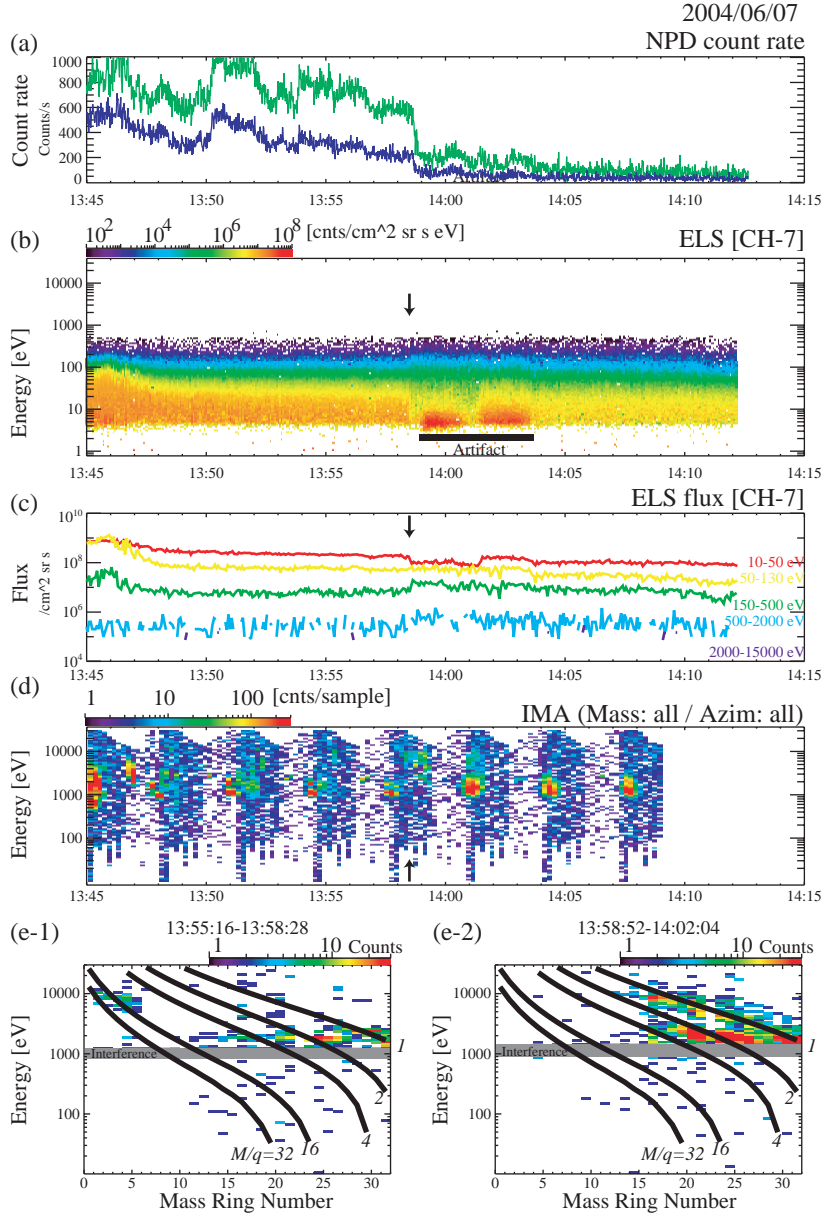 2004/06/07
(a)
NPD count rate
Count rate
Counts/s
1000
800
600
400
200
0
Artifact
13:45 13:50 13:55 14:00 14:05 14:10 14:15
(b)
10^2 10^4 10^6 10^8 [cnts/cm^2 sr s eV]
ELS [CH-7]
Energy [eV]
10000
1000
100
10
1
Artifact
13:45 13:50 13:55 14:00 14:05 14:10 14:15
(c)
ELS flux [CH-7]
Flux
/cm^2 sr s
10^10
10^8
10^6
10^4
10-50 eV
50-130 eV
150-500 eV
500-2000 eV
2000-15000 eV
13:45 13:50 13:55 14:00 14:05 14:10 14:15
(d)
1 10 100 [cnts/sample]
IMA (Mass: all / Azim: all)
Energy [eV]
10000
1000
100
13:45 13:50 13:55 14:00 14:05 14:10 14:15
(e-1)
13:55:16-13:58:28
1 10 Counts
Energy [eV]
10000
1000
100
Interference
1
2
4
16
M/q=32
0 5 10 15 20 25 30
Mass Ring Number
(e-2)
13:58:52-14:02:04
1 10 Counts
Energy [eV]
10000
1000
100
Interference
1
2
4
16
M/q=32
0 5 10 15 20 25 30
Mass Ring Number